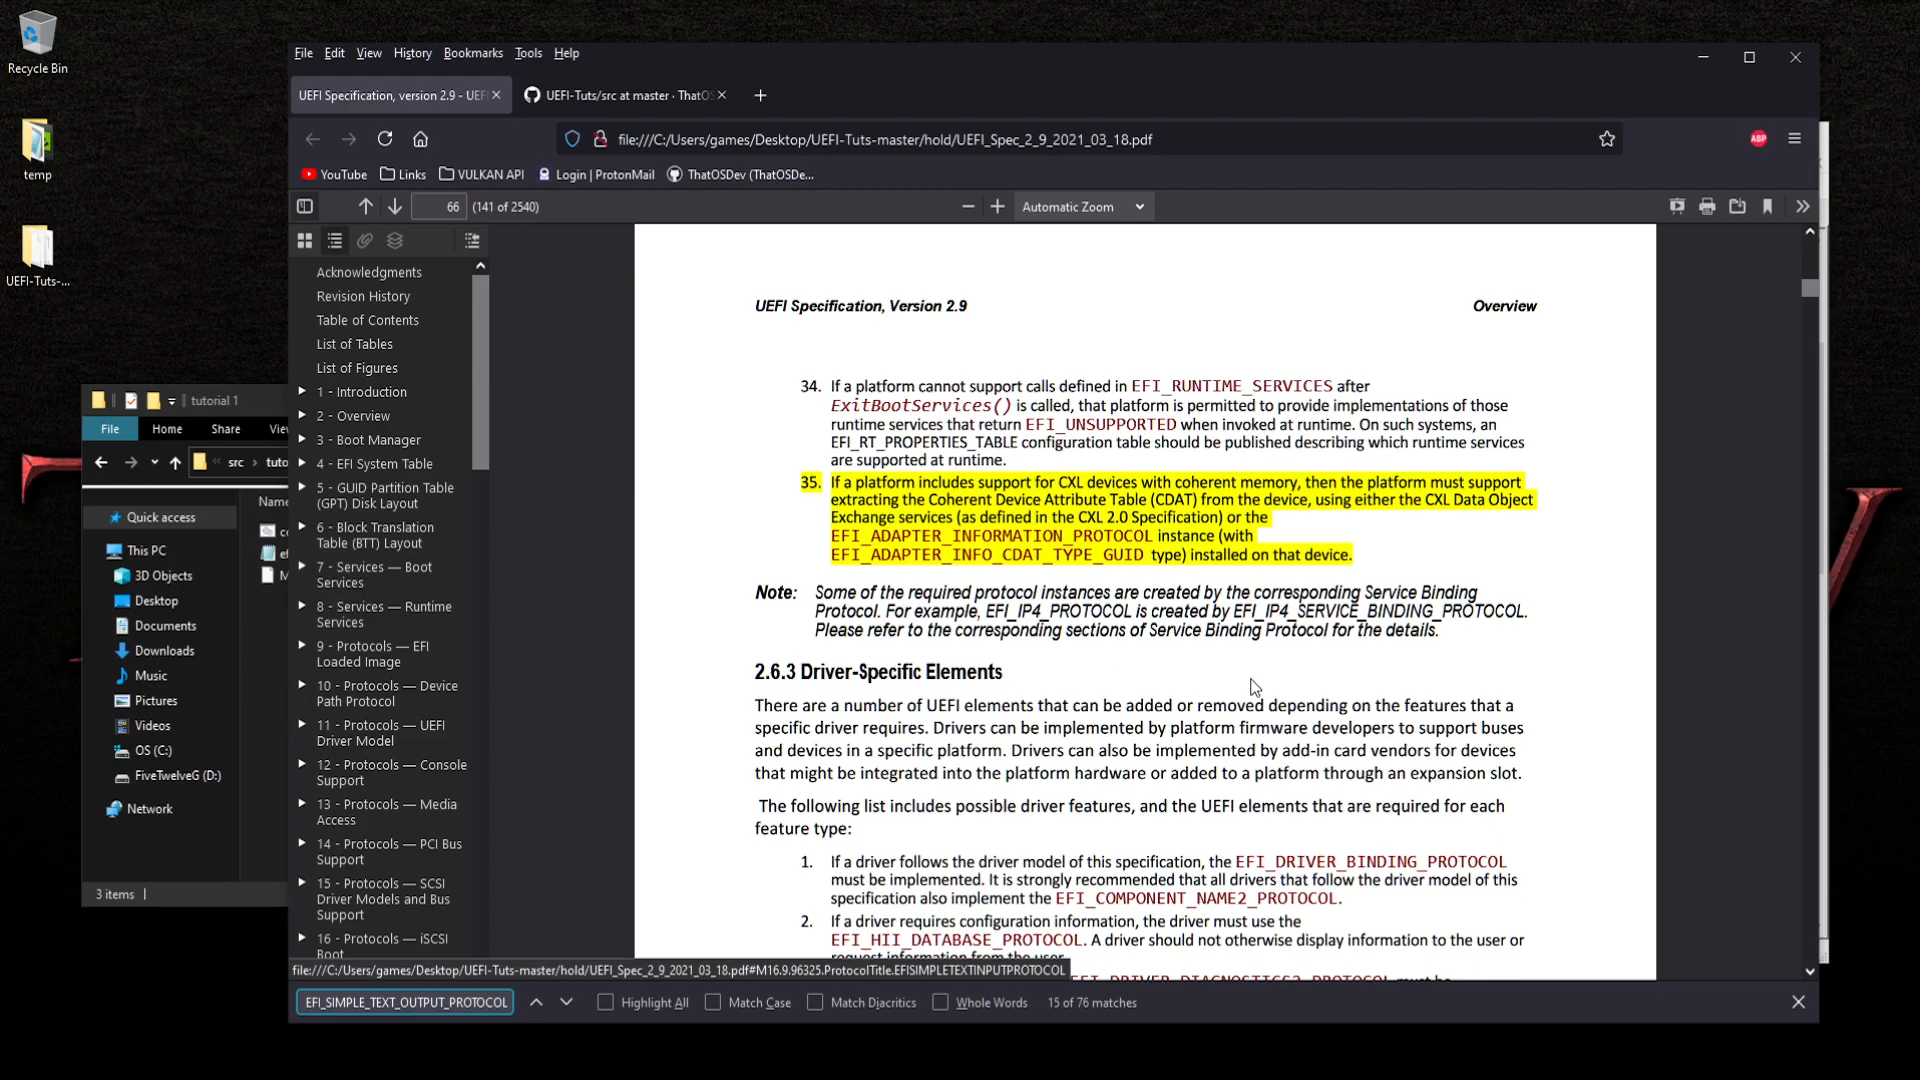 Recycle Bin
temp
UEFI-Tuts-...
File Edit View History Bookmarks Tools Help
UEFI Specification, version 2.9 - UEF
UEFI-Tuts/src at master · ThatOS
file:///C:/Users/games/Desktop/UEFI-Tuts-master/hold/UEFI_Spec_2_9_2021_03_18.pdf
ABP
YouTube Links VULKAN API Login | ProtonMail ThatOSDev (ThatOSDe...
66 (141 of 2540)
Automatic Zoom
Acknowledgments
Revision History
Table of Contents
List of Tables
List of Figures
1 - Introduction
2 - Overview
3 - Boot Manager
4 - EFI System Table
5 - GUID Partition Table
(GPT) Disk Layout
6 - Block Translation
Table (BTT) Layout
7 - Services — Boot
Services
8 - Services — Runtime
Services
9 - Protocols — EFI
Loaded Image
10 - Protocols — Device
Path Protocol
11 - Protocols — UEFI
Driver Model
12 - Protocols — Console
Support
13 - Protocols — Media
Access
14 - Protocols — PCI Bus
Support
15 - Protocols — SCSI
Driver Models and Bus
Support
16 - Protocols — iSCSI
Boot
tutorial 1
File Home Share
src tuto
Name
Quick access
This PC
3D Objects
Desktop
Documents
Downloads
Music
Pictures
Videos
OS (C:)
FiveTwelveG (D:)
Network
3 items
UEFI Specification, Version 2.9 Overview
34. If a platform cannot support calls defined in EFI_RUNTIME_SERVICES after
ExitBootServices() is called, that platform is permitted to provide implementations of those
runtime services that return EFI_UNSUPPORTED when invoked at runtime. On such systems, an
EFI_RT_PROPERTIES_TABLE configuration table should be published describing which runtime services
are supported at runtime.
35. If a platform includes support for CXL devices with coherent memory, then the platform must support
extracting the Coherent Device Attribute Table (CDAT) from the device, using either the CXL Data Object
Exchange services (as defined in the CXL 2.0 Specification) or the
EFI_ADAPTER_INFORMATION_PROTOCOL instance (with
EFI_ADAPTER_INFO_CDAT_TYPE_GUID type) installed on that device.
Note: Some of the required protocol instances are created by the corresponding Service Binding
Protocol. For example, EFI_IP4_PROTOCOL is created by EFI_IP4_SERVICE_BINDING_PROTOCOL.
Please refer to the corresponding sections of Service Binding Protocol for the details.
2.6.3 Driver-Specific Elements
There are a number of UEFI elements that can be added or removed depending on the features that a
specific driver requires. Drivers can be implemented by platform firmware developers to support buses
and devices in a specific platform. Drivers can also be implemented by add-in card vendors for devices
that might be integrated into the platform hardware or added to a platform through an expansion slot.
The following list includes possible driver features, and the UEFI elements that are required for each
feature type:
1. If a driver follows the driver model of this specification, the EFI_DRIVER_BINDING_PROTOCOL
must be implemented. It is strongly recommended that all drivers that follow the driver model of this
specification also implement the EFI_COMPONENT_NAME2_PROTOCOL.
2. If a driver requires configuration information, the driver must use the
EFI_HII_DATABASE_PROTOCOL. A driver should not otherwise display information to the user or
request information from the user.
EFI_DRIVER_DIAGNOSTICS2_PROTOCOL must be
file:///C:/Users/games/Desktop/UEFI-Tuts-master/hold/UEFI_Spec_2_9_2021_03_18.pdf#M16.9.96325.ProtocolTitle.EFISIMPLETEXTINPUTPROTOCOL
EFI_SIMPLE_TEXT_OUTPUT_PROTOCOL Highlight All Match Case Match Diacritics Whole Words 15 of 76 matches